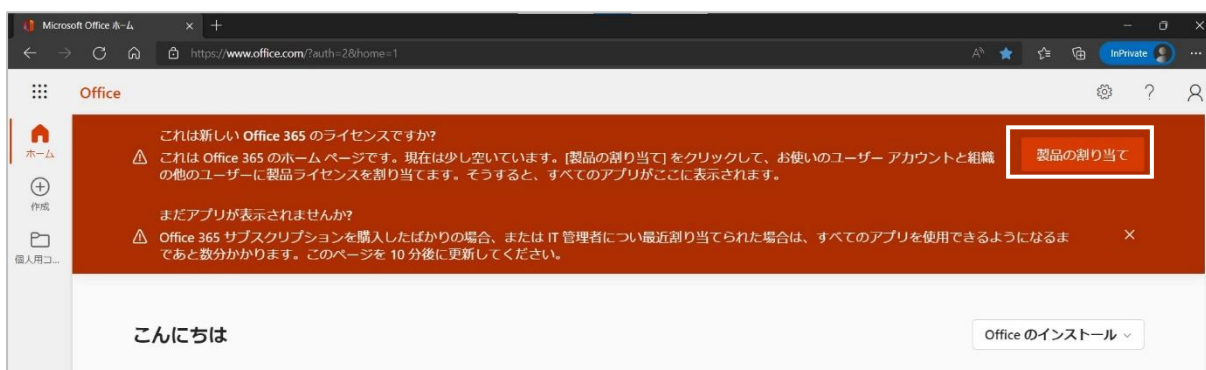 Microsoft Office ホーム
https://www.office.com/?auth=2&home=1
InPrivate
Office
ホーム
作成
個人用コ...
これは新しい Office 365 のライセンスですか?
これは Office 365 のホーム ページです。現在は少し空いています。[製品の割り当て] をクリックして、お使いのユーザー アカウントと組織
の他のユーザーに製品ライセンスを割り当てます。そうすると、すべてのアプリがここに表示されます。
製品の割り当て
まだアプリが表示されませんか?
Office 365 サブスクリプションを購入したばかりの場合、または IT 管理者につい最近割り当てられた場合は、すべてのアプリを使用できるようになるま
であと数分かかります。このページを 10 分後に更新してください。
こんにちは
Office のインストール